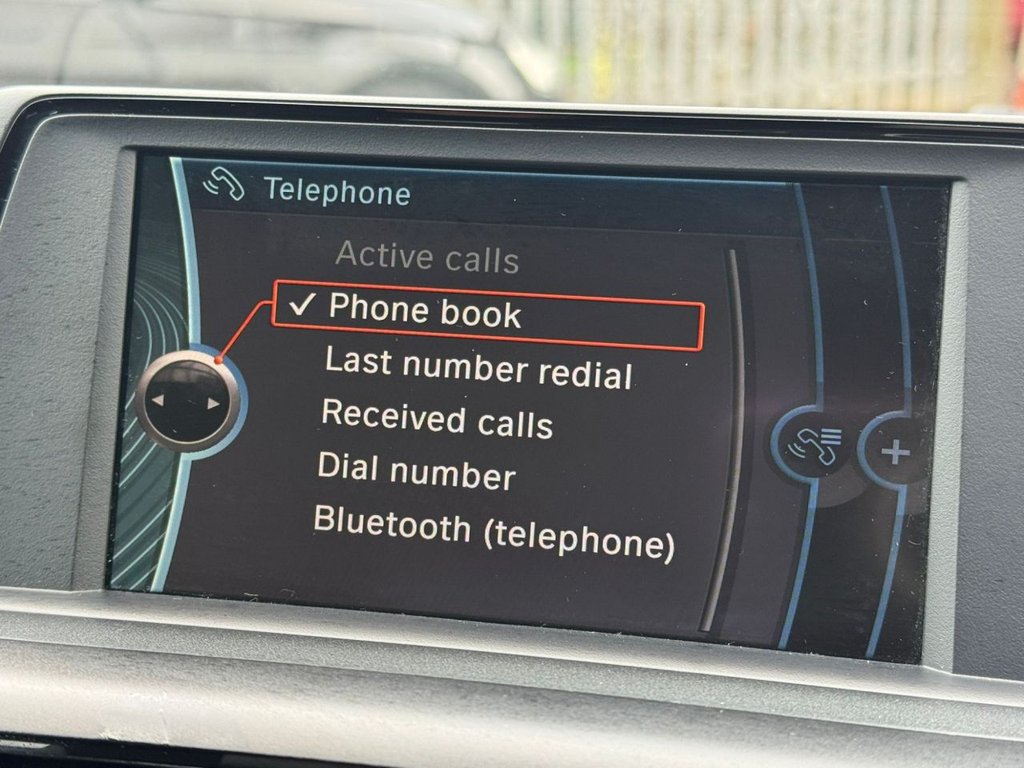 Telephone
Active calls
✓ Phone book
Last number redial
Received calls
Dial number
Bluetooth (telephone)